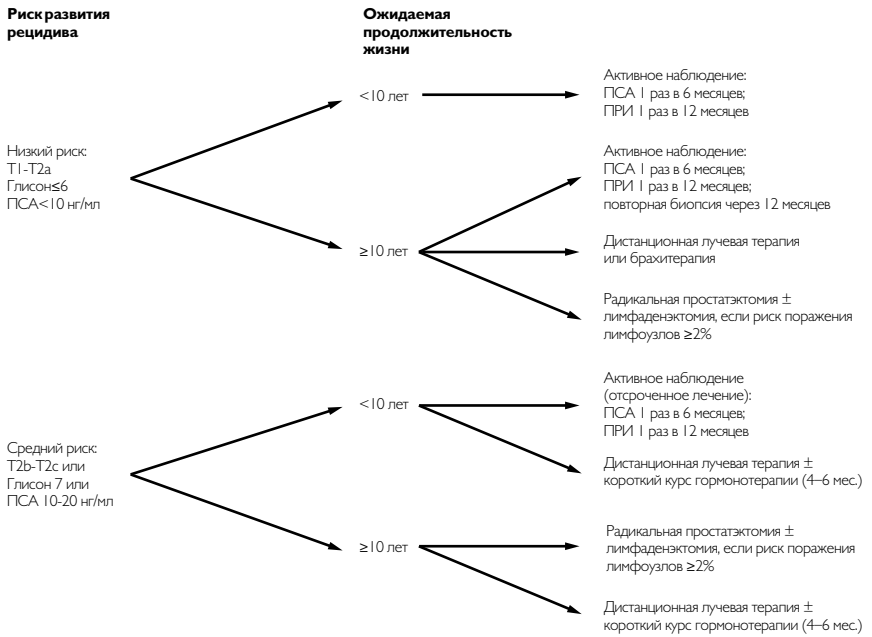 Риск развития
рецидива
Ожидаемая
продолжительность
жизни
Низкий риск:
T1-T2a
Глисон≤6
ПСА<10 нг/мл
<10 лет
Активное наблюдение:
ПСА 1 раз в 6 месяцев;
ПРИ 1 раз в 12 месяцев
≥10 лет
Активное наблюдение:
ПСА 1 раз в 6 месяцев;
ПРИ 1 раз в 12 месяцев;
повторная биопсия через 12 месяцев
Дистанционная лучевая терапия
или брахитерапия
Радикальная простатэктомия ±
лимфаденэктомия, если риск поражения
лимфоузлов ≥2%
Средний риск:
T2b-T2c или
Глисон 7 или
ПСА 10-20 нг/мл
<10 лет
Активное наблюдение
(отсроченное лечение):
ПСА 1 раз в 6 месяцев;
ПРИ 1 раз в 12 месяцев
Дистанционная лучевая терапия ±
короткий курс гормонотерапии (4–6 мес.)
≥10 лет
Радикальная простатэктомия ±
лимфаденэктомия, если риск поражения
лимфоузлов ≥2%
Дистанционная лучевая терапия ±
короткий курс гормонотерапии (4–6 мес.)